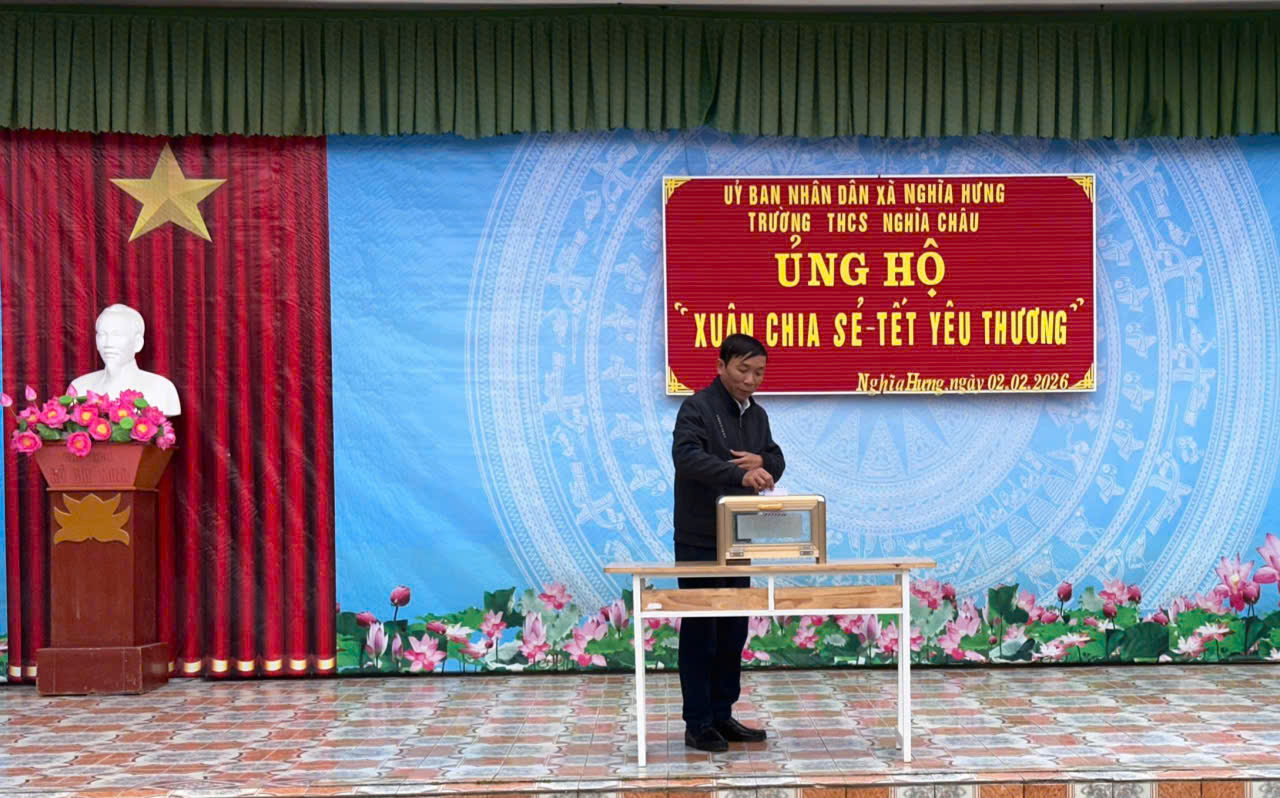 UỶ BAN NHÂN DÂN XÃ NGHĨA HƯNG
TRƯỜNG THCS NGHĨA CHÂU
ỦNG HỘ
"XUÂN CHIA SẺ-TẾT YÊU THƯƠNG"
Nghĩa Hưng, ngày 02.02.2026